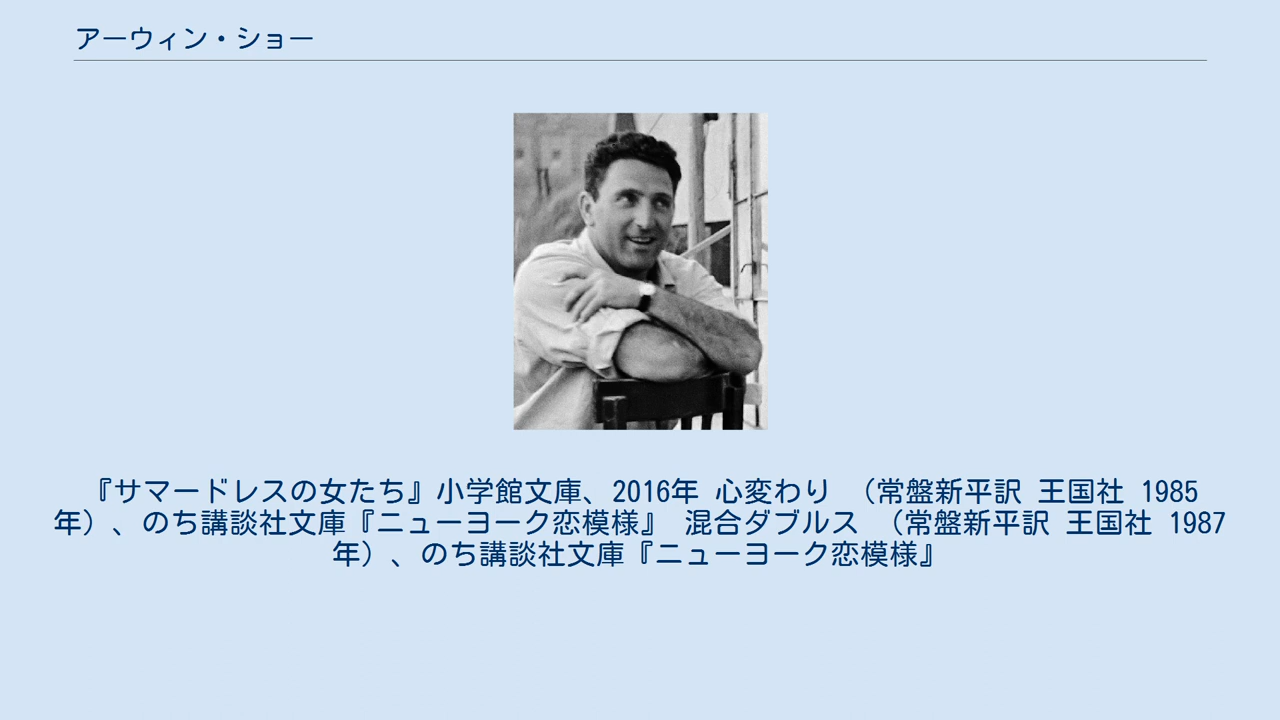 アーウィン・ショー
『サマードレスの女たち』小学館文庫、2016年 心変わり （常盤新平訳 王国社 1985
年）、のち講談社文庫『ニューヨーク恋模様』 混合ダブルス （常盤新平訳 王国社 1987
年）、のち講談社文庫『ニューヨーク恋模様』